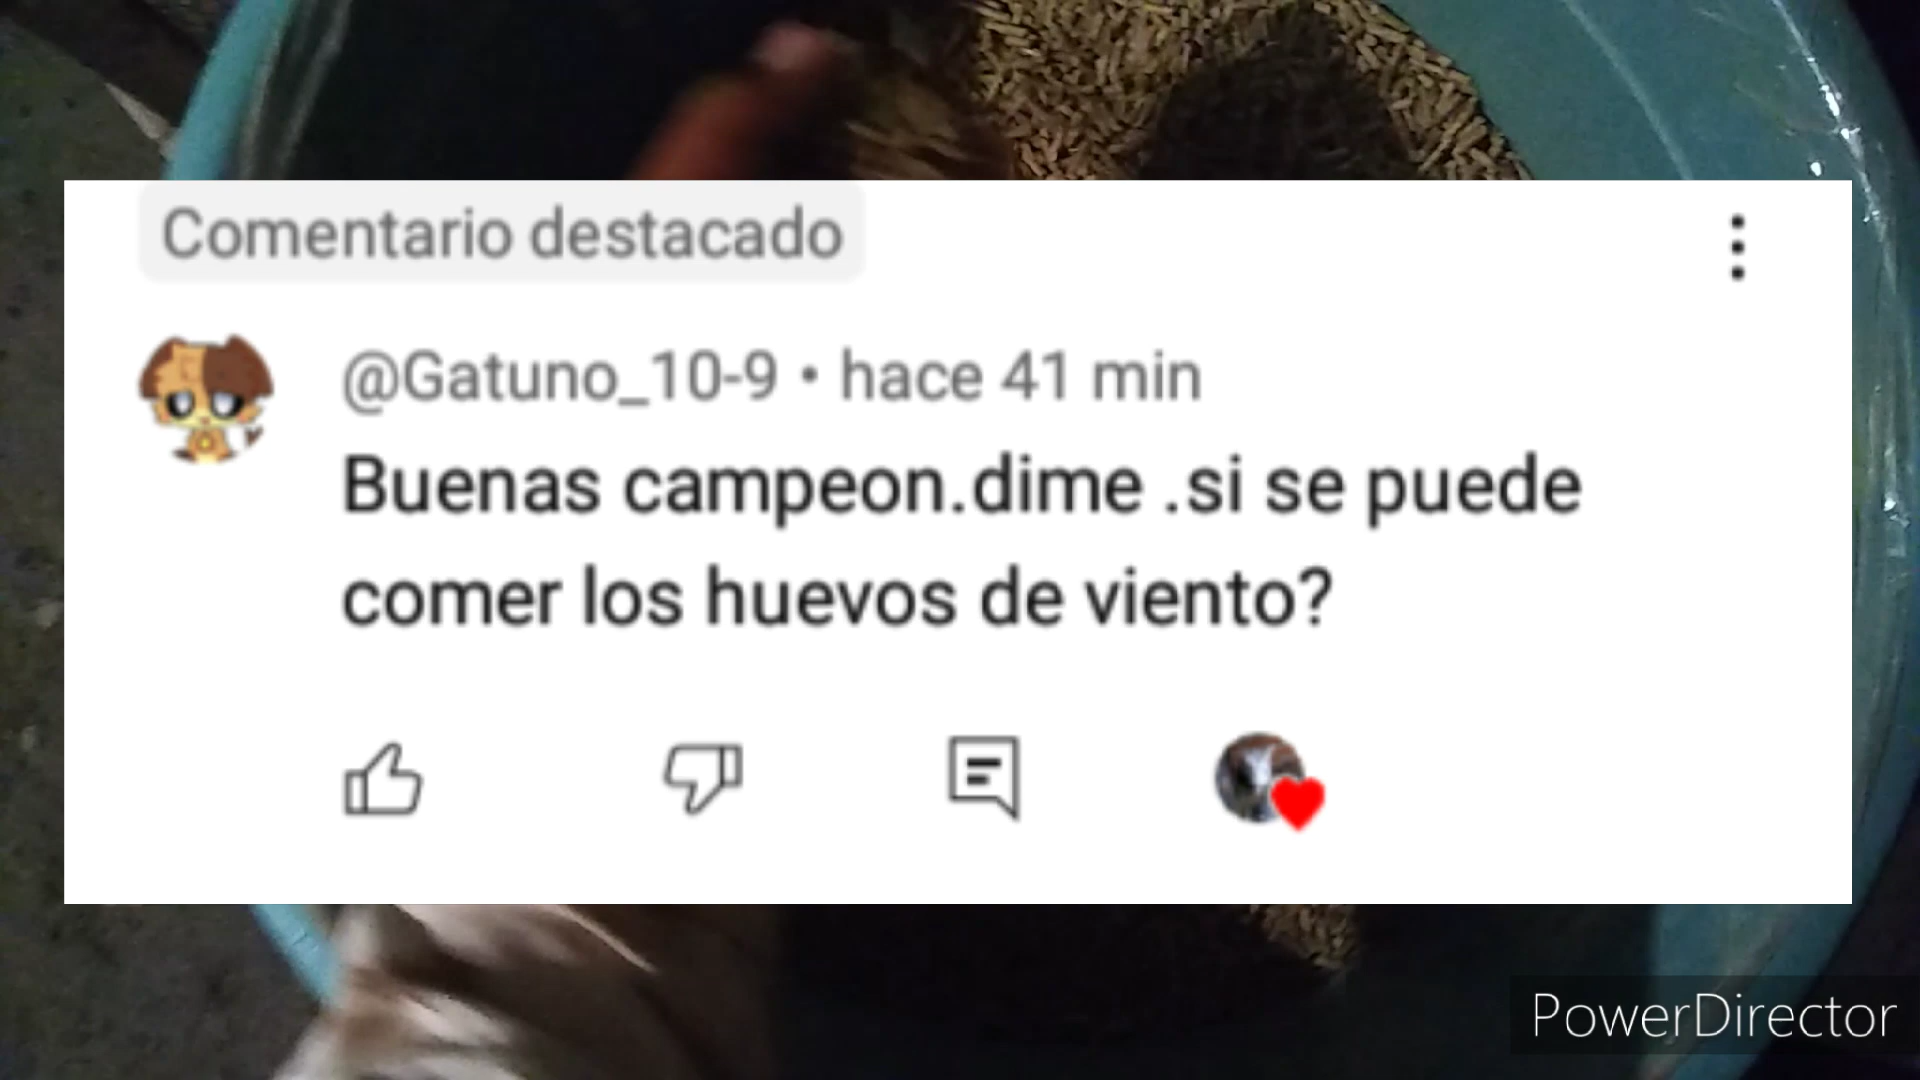 Comentario destacado
@Gatuno_10-9 • hace 41 min
Buenas campeon.dime .si se puede
comer los huevos de viento?
PowerDirector